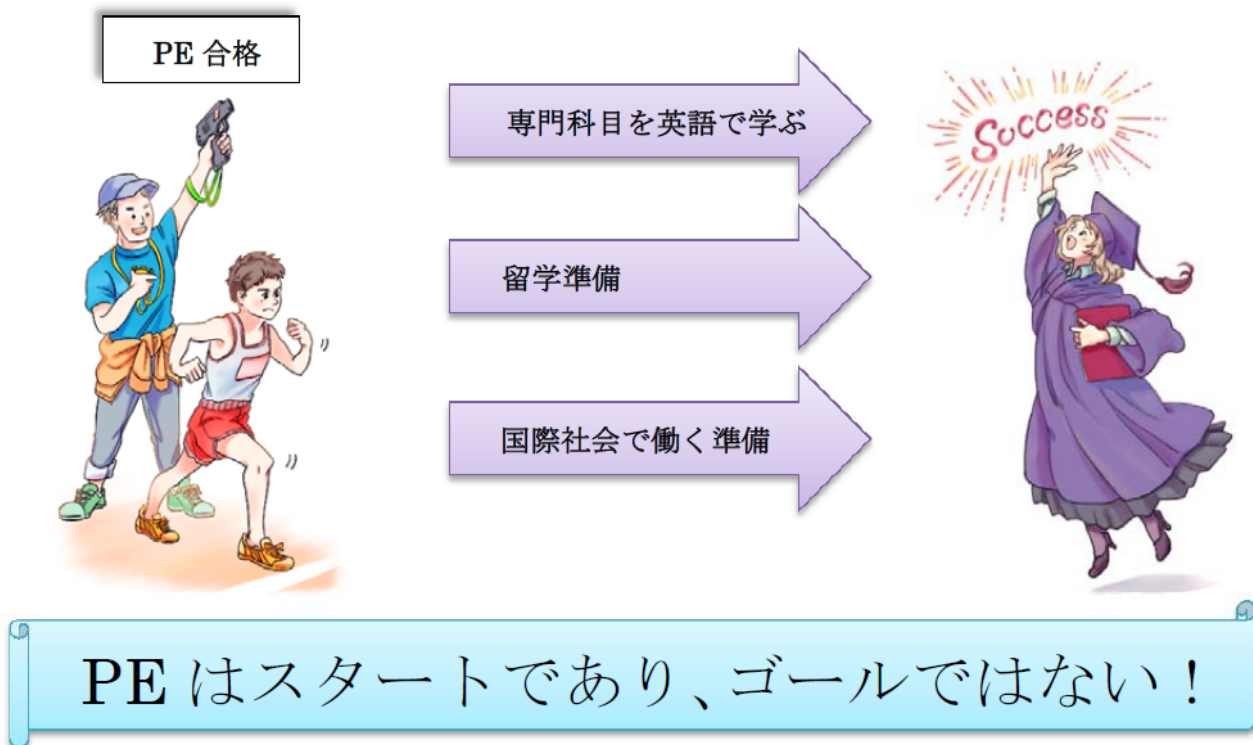 PE 合格
専門科目を英語で学ぶ
Success
留学準備
国際社会で働く準備
PE はスタートであり、ゴールではない！